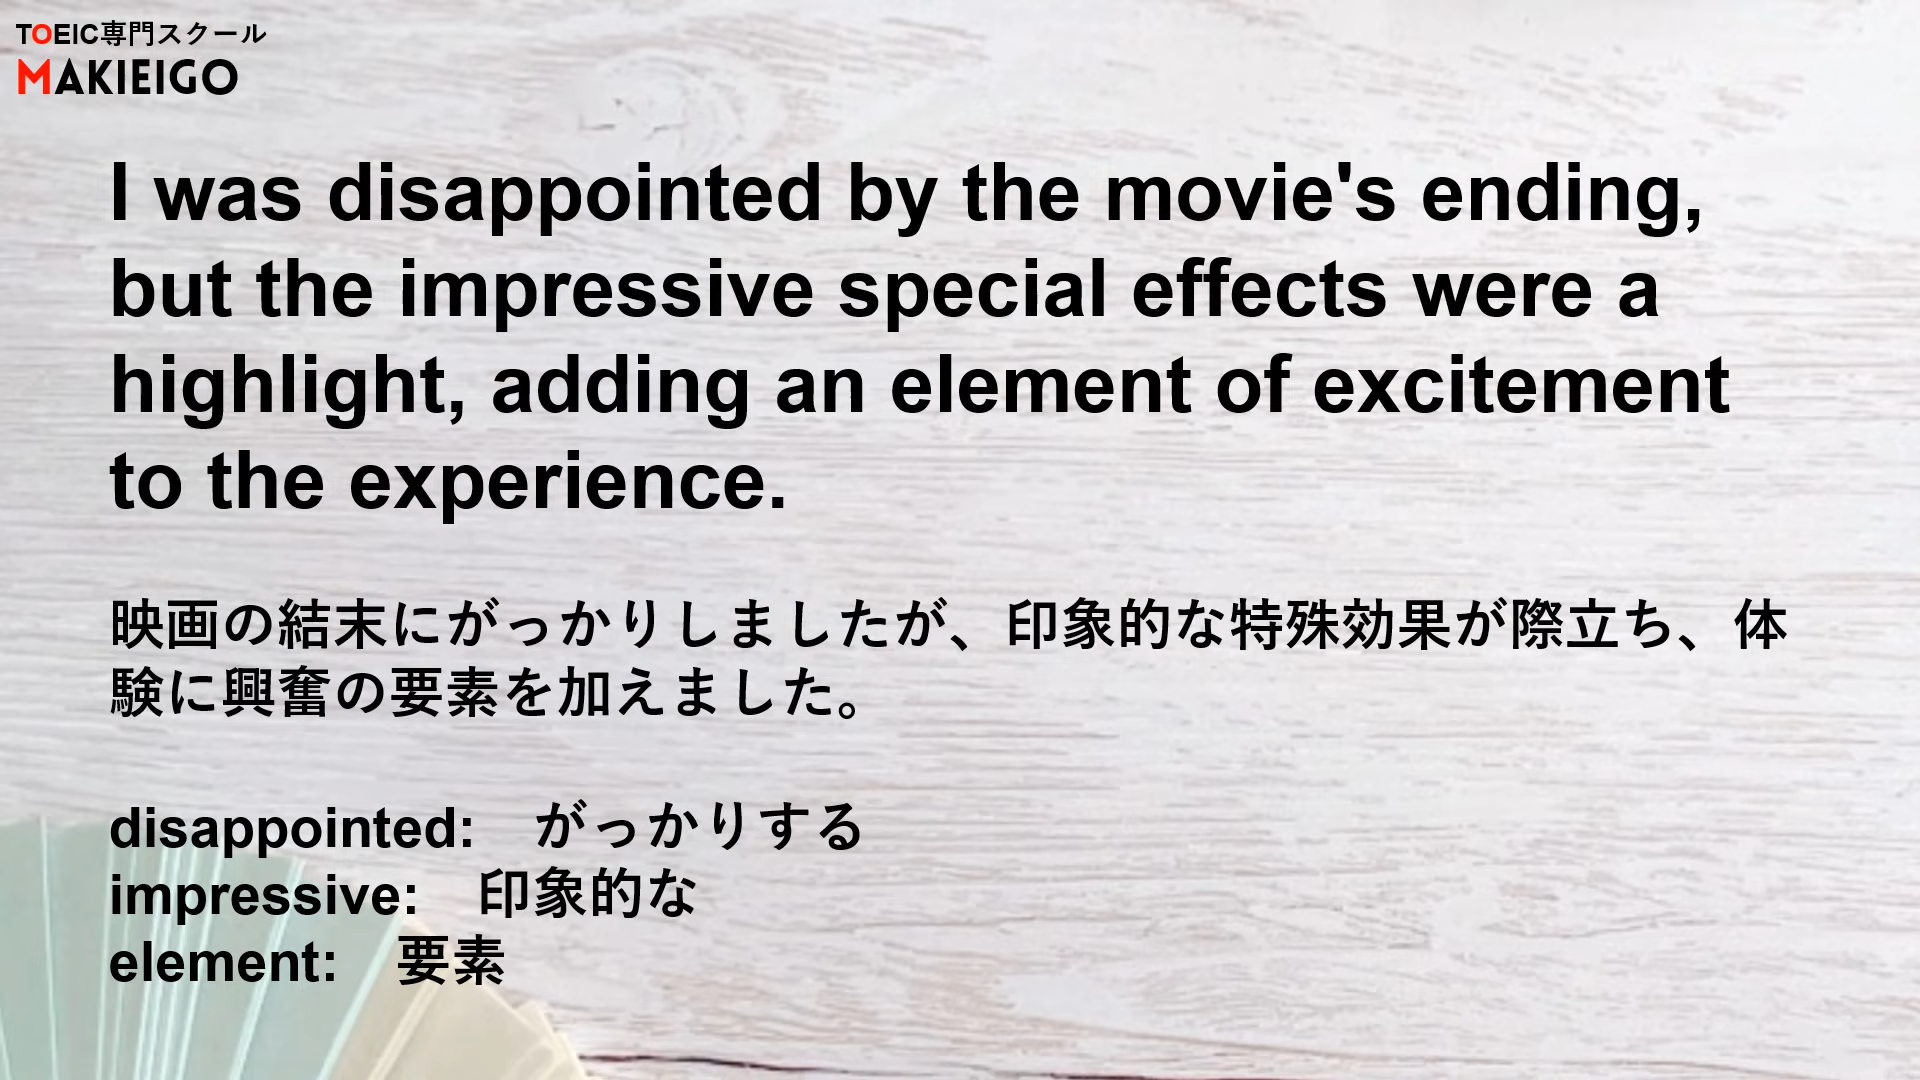 TOEIC専門スクール
MAKIEIGO
I was disappointed by the movie's ending,
but the impressive special effects were a
highlight, adding an element of excitement
to the experience.
映画の結末にがっかりしましたが、印象的な特殊効果が際立ち、体
験に興奮の要素を加えました。
disappointed:　がっかりする
impressive:　印象的な
element:　要素